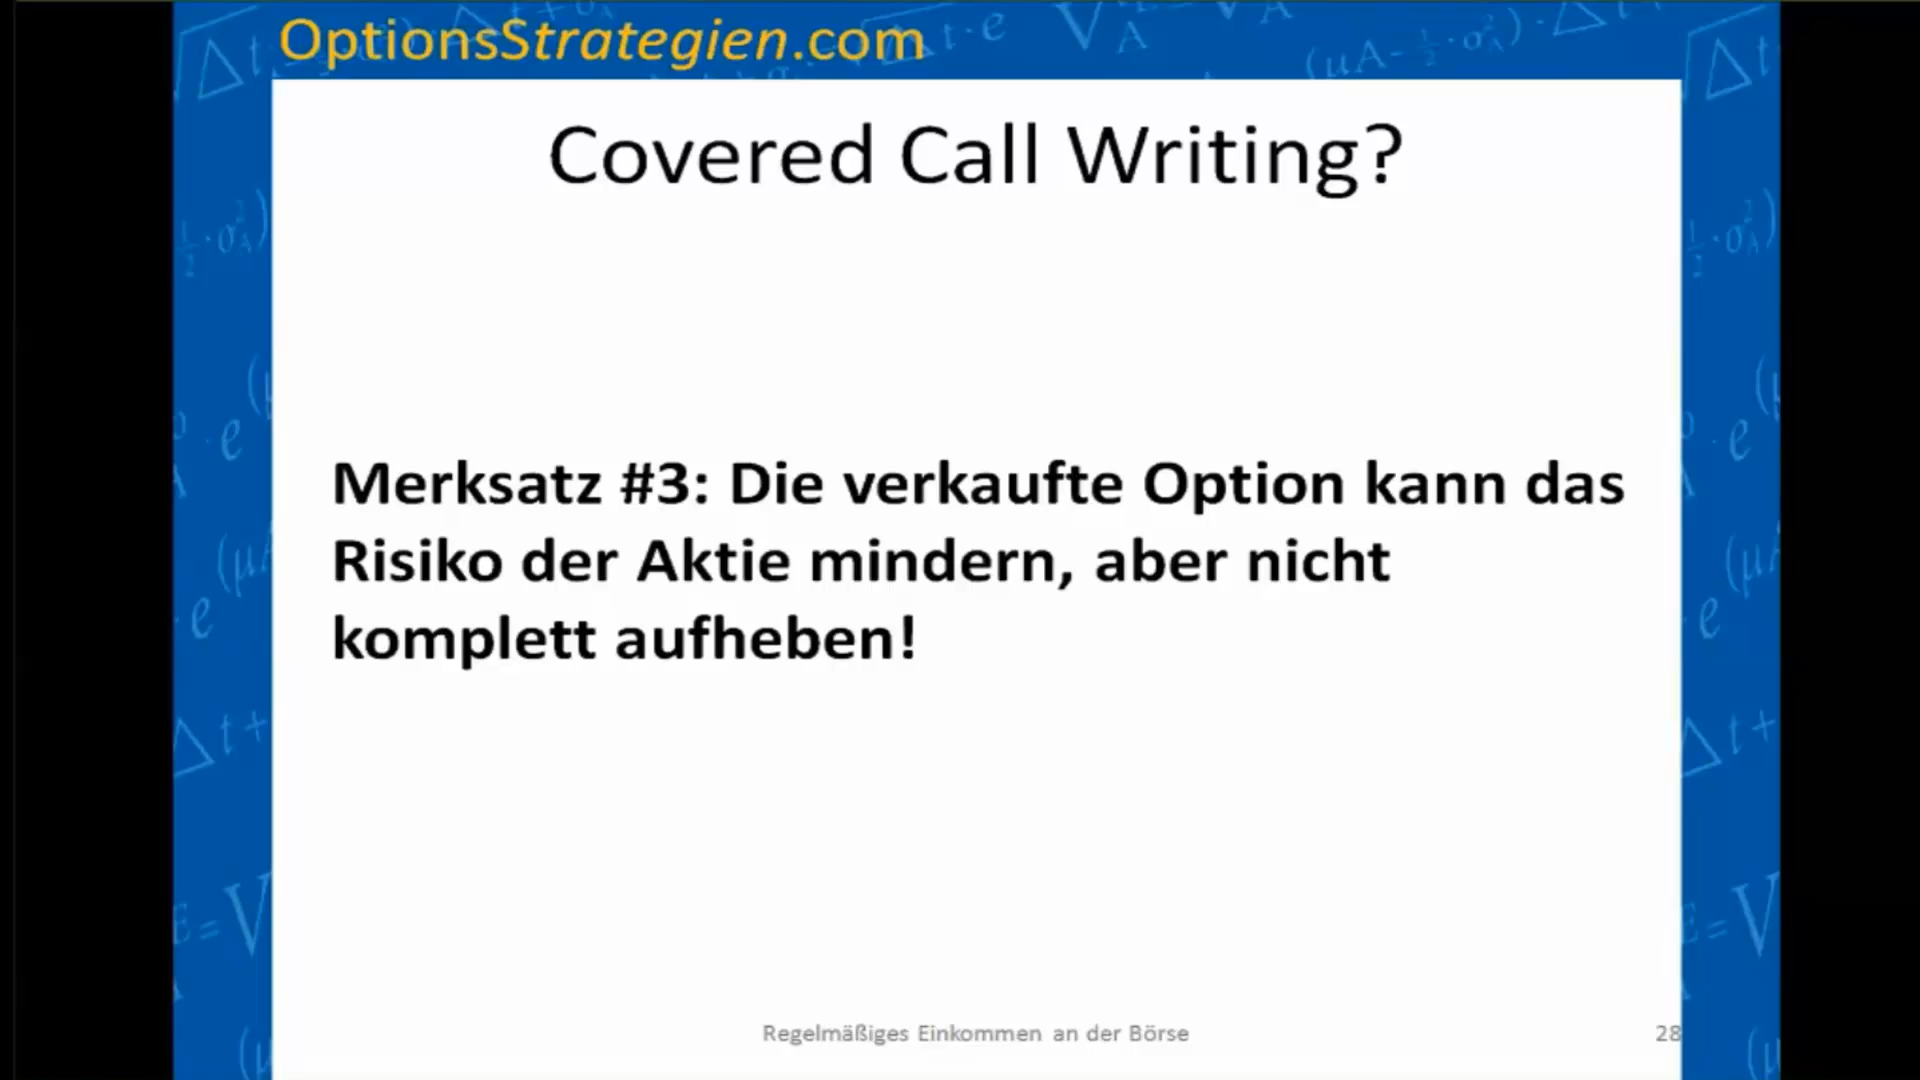 OptionsStrategien.com
Covered Call Writing?
Merksatz #3: Die verkaufte Option kann das
Risiko der Aktie mindern, aber nicht
komplett aufheben!
Regelmäßiges Einkommen an der Börse
28